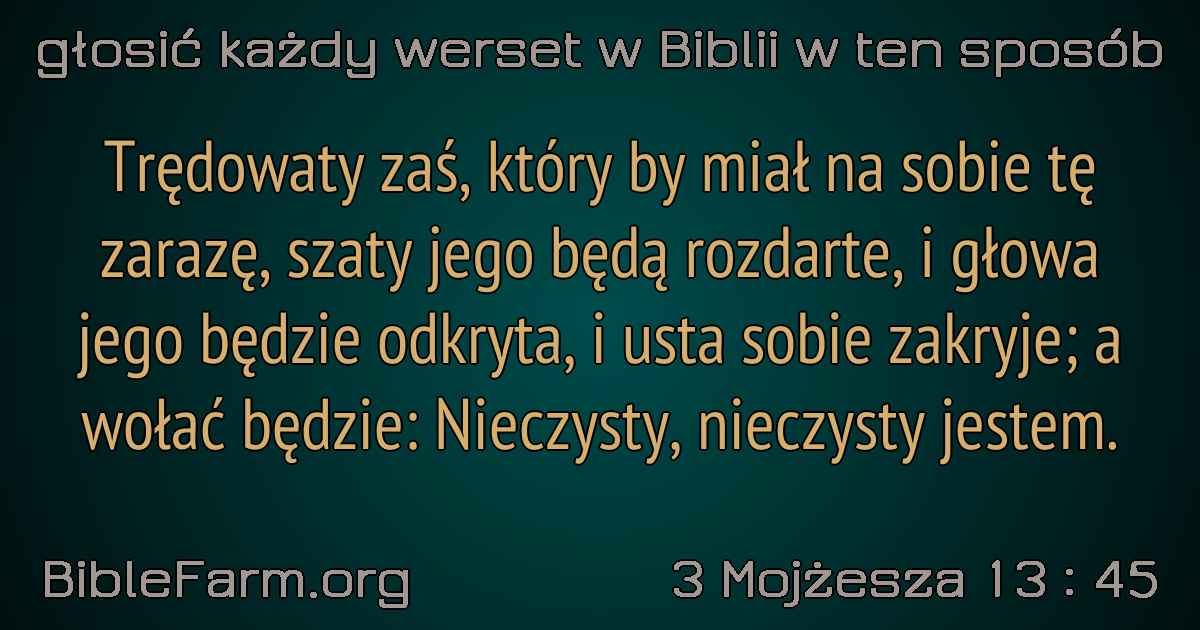 głosić każdy werset w Biblii w ten sposób
Trędowaty zaś, który by miał na sobie tę
zarazę, szaty jego będą rozdarte, i głowa
jego będzie odkryta, i usta sobie zakryje; a
wołać będzie: Nieczysty, nieczysty jestem.
BibleFarm.org
3 Mojżesza 13 : 45